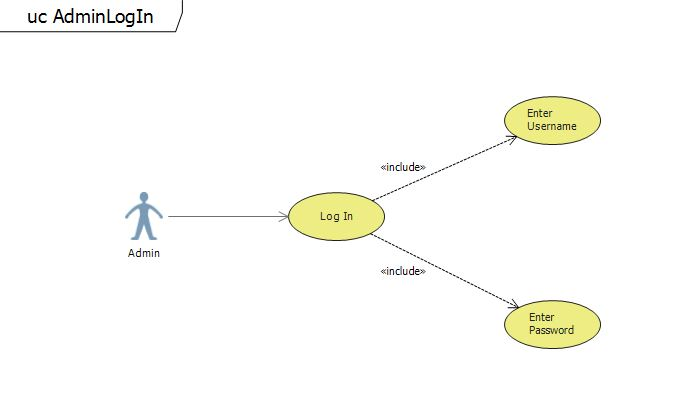 uc AdminLogIn
Enter
Username
«include»
Log In
Admin
«include»
Enter
Password